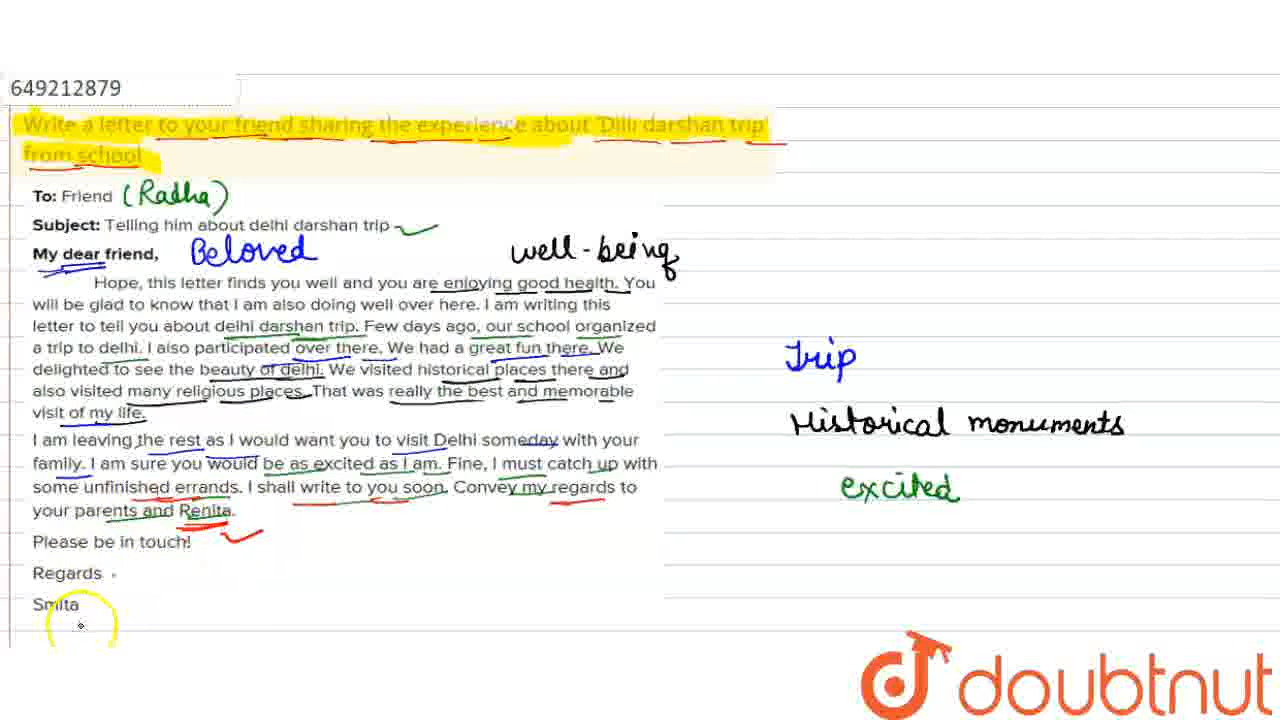 649212879
Write a letter to your friend sharing the experience about 'Dilli darshan trip
from school
To: Friend (Radha)
Subject: Telling him about delhi darshan trip
My dear friend, Beloved well-being
Hope, this letter finds you well and you are enjoying good health. You
will be glad to know that I am also doing well over here. I am writing this
letter to tell you about delhi darshan trip. Few days ago, our school organized
a trip to delhi. I also participated over there. We had a great fun there. We
delighted to see the beauty of delhi. We visited historical places there and
also visited many religious places. That was really the best and memorable
visit of my life.
I am leaving the rest as I would want you to visit Delhi someday with your
family. I am sure you would be as excited as I am. Fine, I must catch up with
some unfinished errands. I shall write to you soon. Convey my regards to
your parents and Renita.
Please be in touch!
Regards
Smita
Trip
Historical monuments
excited
doubtnut